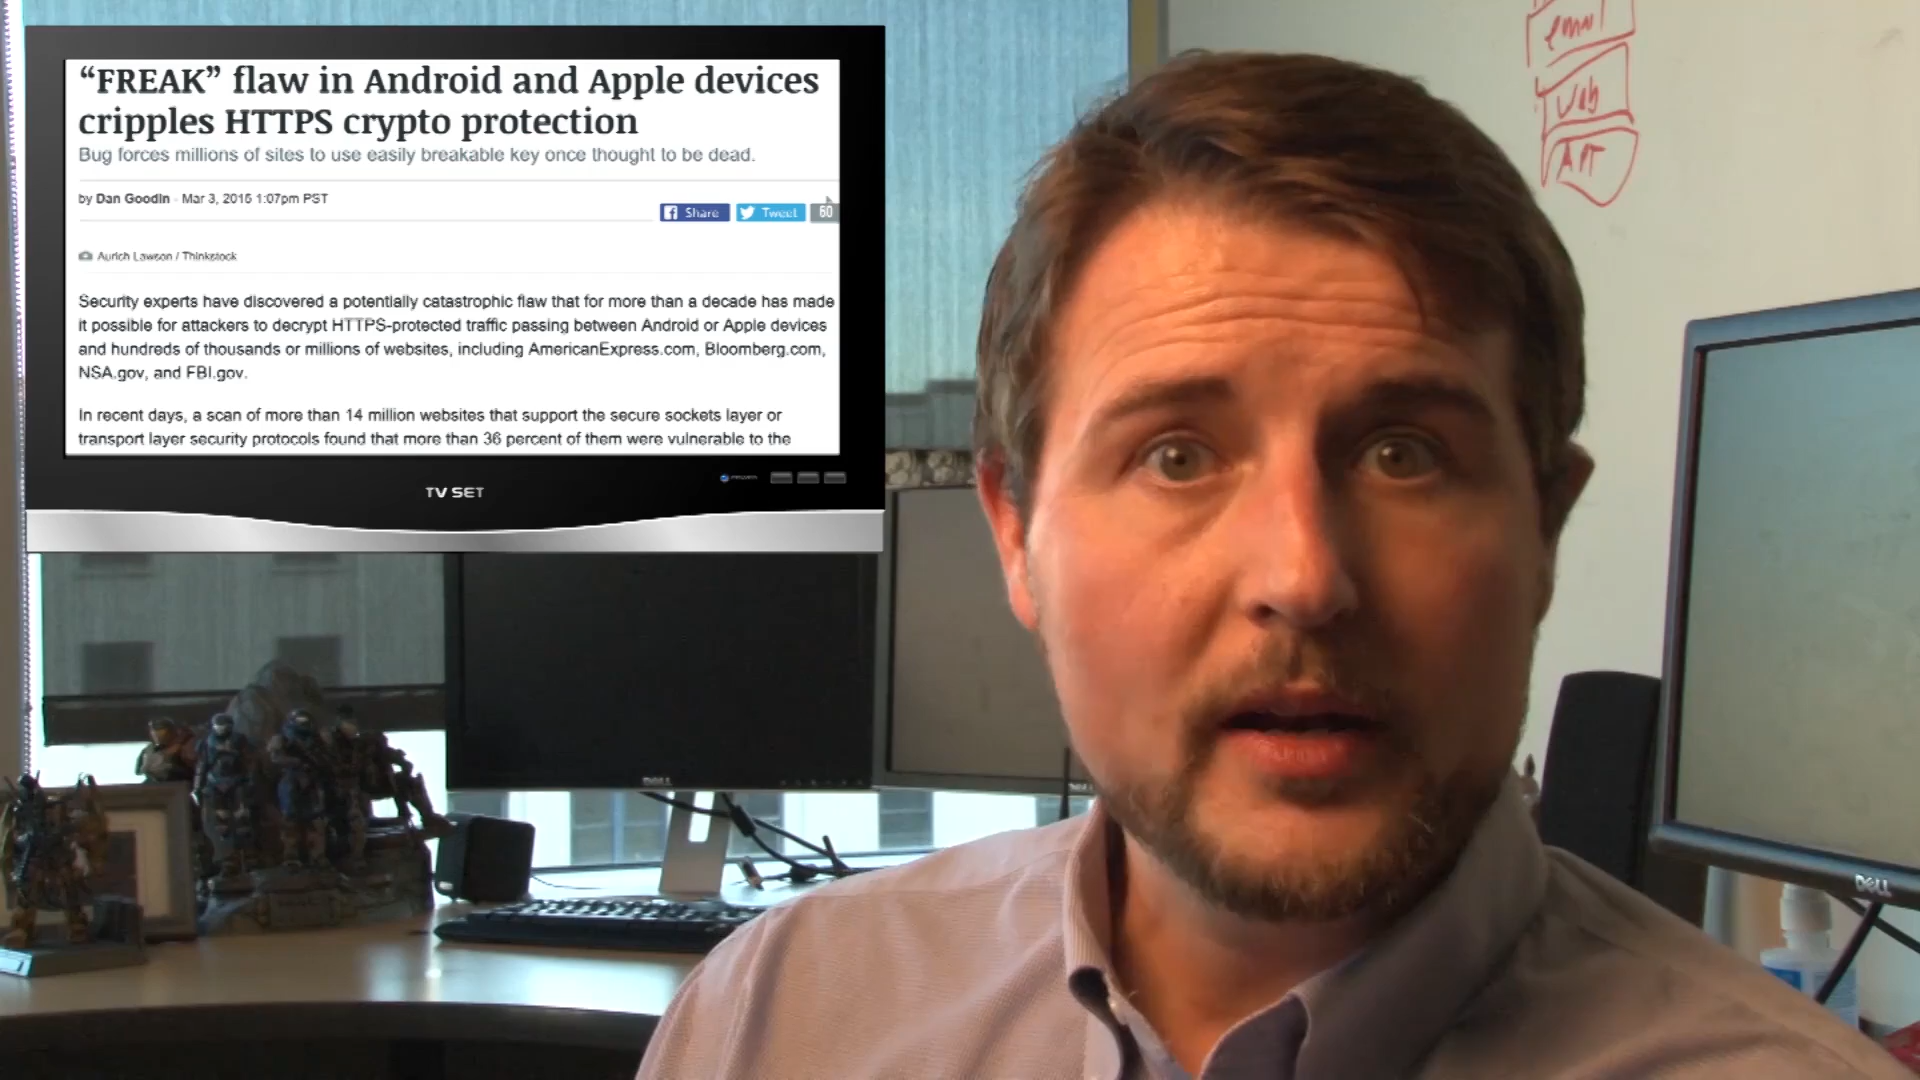 “FREAK” flaw in Android and Apple devices
cripples HTTPS crypto protection
Bug forces millions of sites to use easily breakable key once thought to be dead.
by Dan Goodin - Mar 3, 2015 1:07pm PST
Share Tweet 60
Aurich Lawson / Thinkstock
Security experts have discovered a potentially catastrophic flaw that for more than a decade has made
it possible for attackers to decrypt HTTPS-protected traffic passing between Android or Apple devices
and hundreds of thousands or millions of websites, including AmericanExpress.com, Bloomberg.com,
NSA.gov, and FBI.gov.
In recent days, a scan of more than 14 million websites that support the secure sockets layer or
transport layer security protocols found that more than 36 percent of them were vulnerable to the
TV SET
email
Web
APT
DELL
DELL
DELL